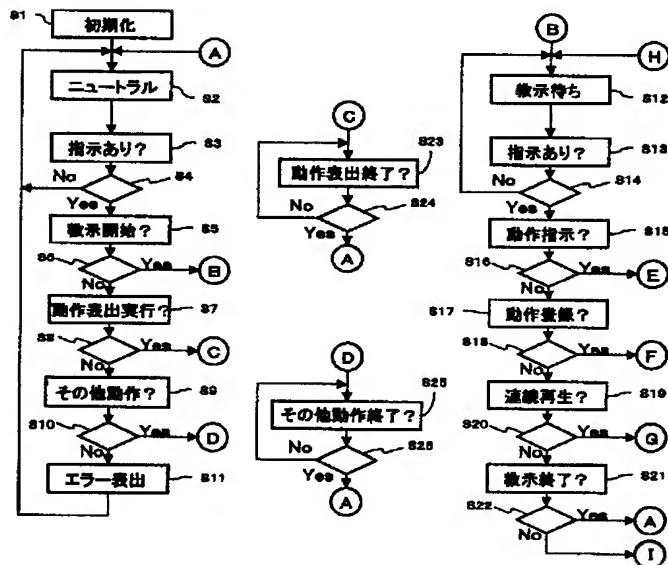 S1
初期化
A
ニュートラル
S2
指示あり?
S3
No
S4
Yes
教示開始?
S5
S6
Yes
B
No
動作表出実行?
S7
S8
Yes
C
No
その他動作?
S9
S10
Yes
D
No
エラー表出
S11
C
動作表出終了?
S23
No
S24
Yes
A
D
その他動作終了?
S25
No
S26
Yes
A
B
H
教示待ち
S12
指示あり?
S13
No
S14
Yes
動作指示?
S15
S16
Yes
E
No
S17
動作登録?
S18
Yes
F
No
連続再生?
S19
S20
Yes
G
No
教示終了?
S21
S22
Yes
A
No
I